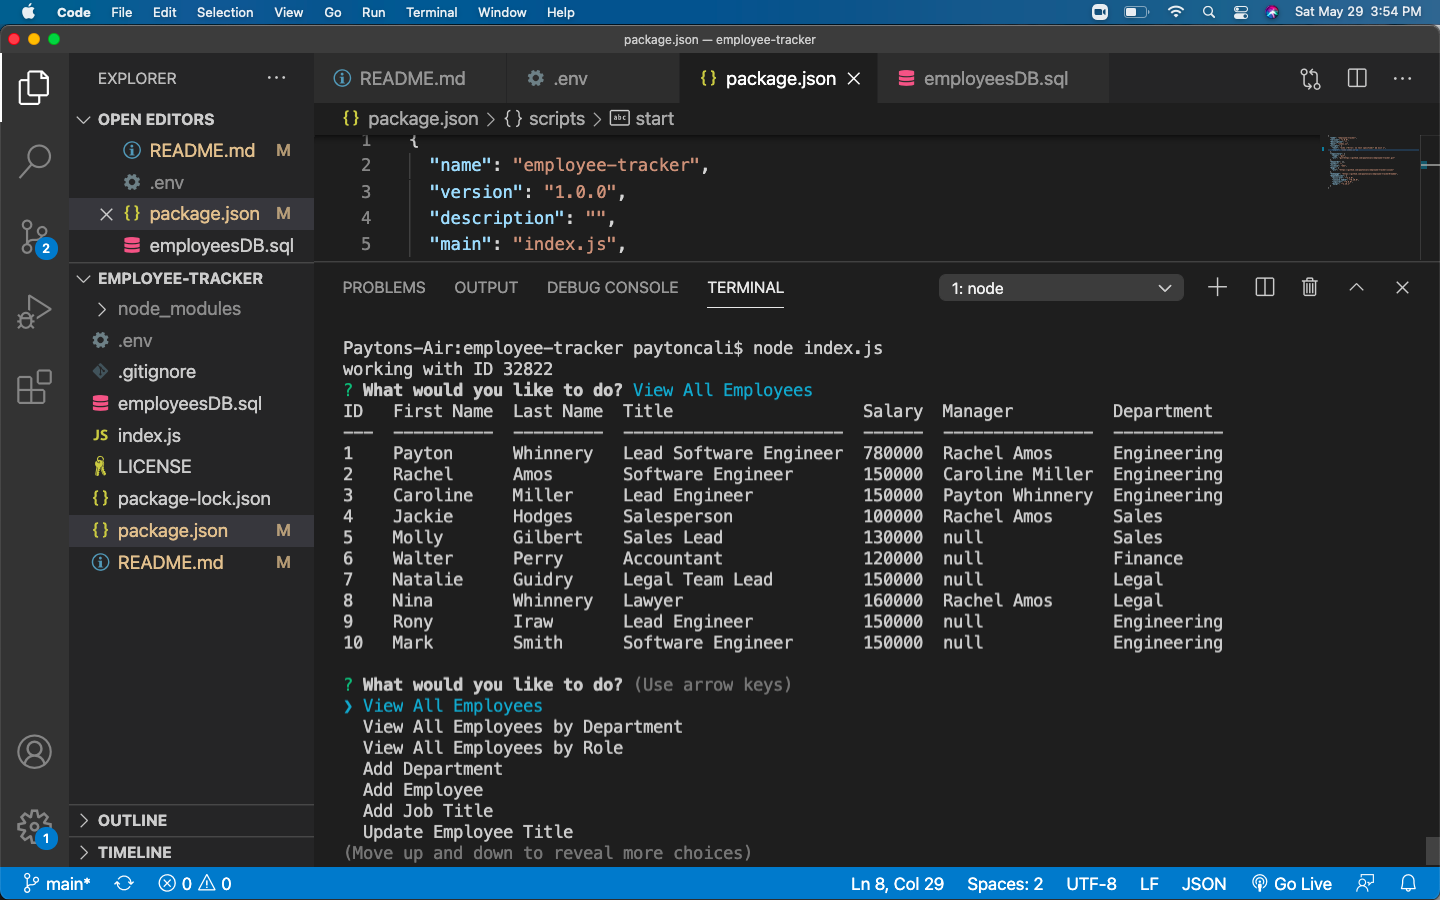 Code File Edit Selection View Go Run Terminal Window Help Sat May 29 3:54 PM
package.json — employee-tracker
EXPLORER
OPEN EDITORS
README.md M
.env
package.json M
employeesDB.sql
EMPLOYEE-TRACKER
node_modules
.env
.gitignore
employeesDB.sql
JS index.js
LICENSE
{} package-lock.json
{} package.json M
README.md M
OUTLINE
TIMELINE
2
1
README.md .env {} package.json employeesDB.sql
{} package.json > {} scripts > abc start
1 {
2 "name": "employee-tracker",
3 "version": "1.0.0",
4 "description": "",
5 "main": "index.js",
PROBLEMS OUTPUT DEBUG CONSOLE TERMINAL 1: node
Paytons-Air:employee-tracker paytoncali$ node index.js
working with ID 32822
? What would you like to do? View All Employees
ID First Name Last Name Title Salary Manager Department
--- ---------- --------- ---------------------- ------ --------------- -----------
1 Payton Whinnery Lead Software Engineer 780000 Rachel Amos Engineering
2 Rachel Amos Software Engineer 150000 Caroline Miller Engineering
3 Caroline Miller Lead Engineer 150000 Payton Whinnery Engineering
4 Jackie Hodges Salesperson 100000 Rachel Amos Sales
5 Molly Gilbert Sales Lead 130000 null Sales
6 Walter Perry Accountant 120000 null Finance
7 Natalie Guidry Legal Team Lead 150000 null Legal
8 Nina Whinnery Lawyer 160000 Rachel Amos Legal
9 Rony Iraw Lead Engineer 150000 null Engineering
10 Mark Smith Software Engineer 150000 null Engineering
? What would you like to do? (Use arrow keys)
❯ View All Employees
View All Employees by Department
View All Employees by Role
Add Department
Add Employee
Add Job Title
Update Employee Title
(Move up and down to reveal more choices)
main* 0 0 Ln 8, Col 29 Spaces: 2 UTF-8 LF JSON Go Live